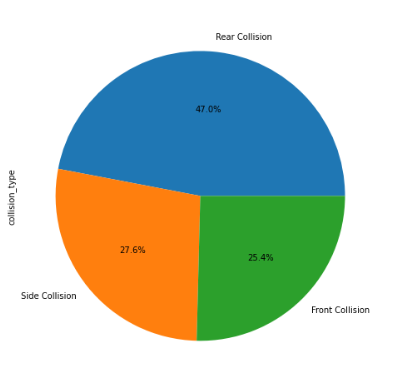 Rear Collision
47.0%
collision_type
27.6%
25.4%
Side Collision
Front Collision